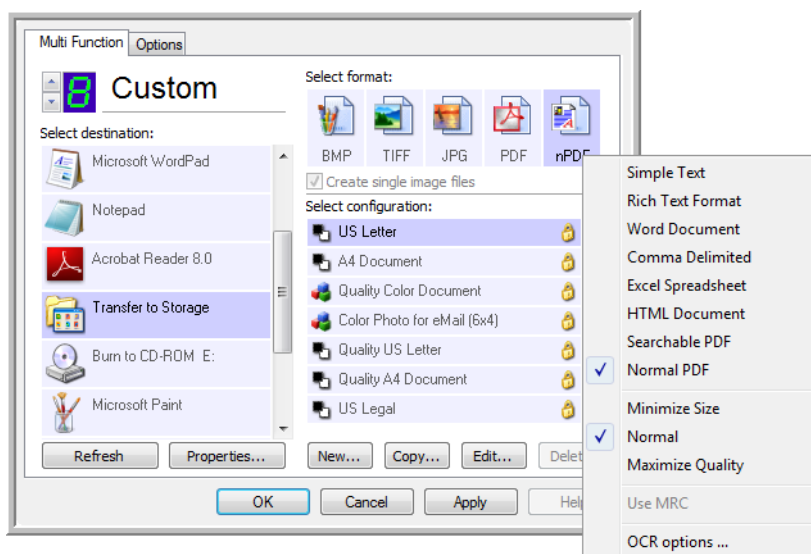 Multi Function
Options
8
Custom
Select destination:
Microsoft WordPad
Notepad
Acrobat Reader 8.0
Transfer to Storage
Burn to CD-ROM  E:
Microsoft Paint
Refresh
Properties...
Select format:
BMP
TIFF
JPG
PDF
nPDF
Create single image files
Select configuration:
US Letter
A4 Document
Quality Color Document
Color Photo for eMail (6x4)
Quality US Letter
Quality A4 Document
US Legal
New...
Copy...
Edit...
Delet
OK
Cancel
Apply
Hel
Simple Text
Rich Text Format
Word Document
Comma Delimited
Excel Spreadsheet
HTML Document
Searchable PDF
Normal PDF
Minimize Size
Normal
Maximize Quality
Use MRC
OCR options ...